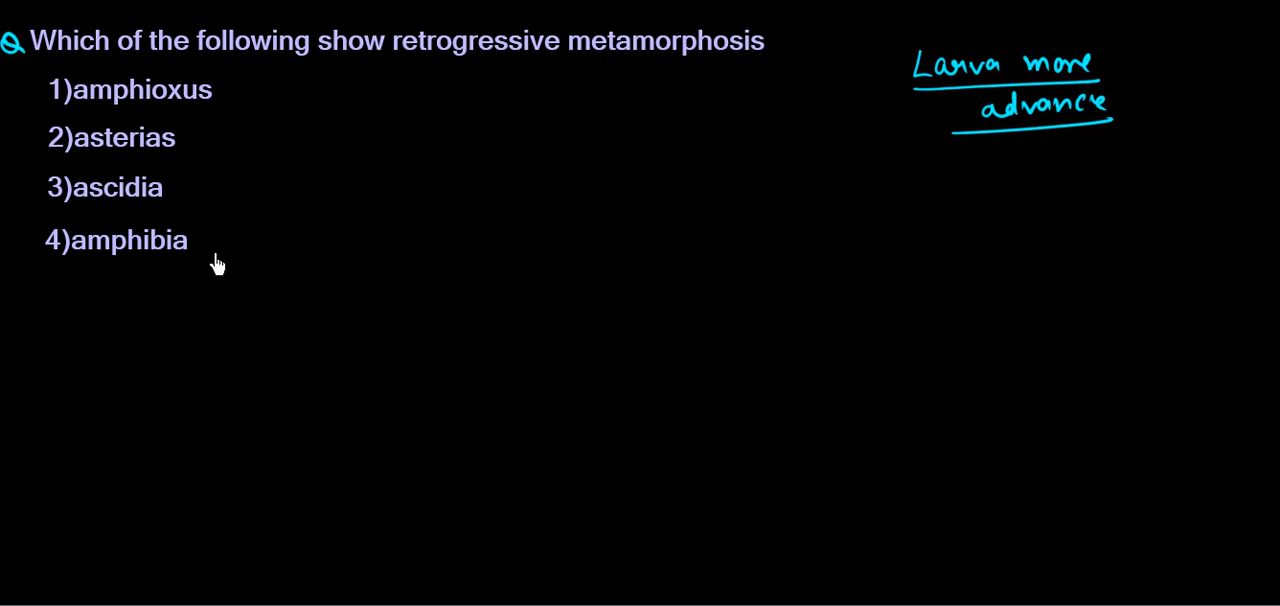 Q Which of the following show retrogressive metamorphosis
Larva more
advance
1)amphioxus
2)asterias
3)ascidia
4)amphibia